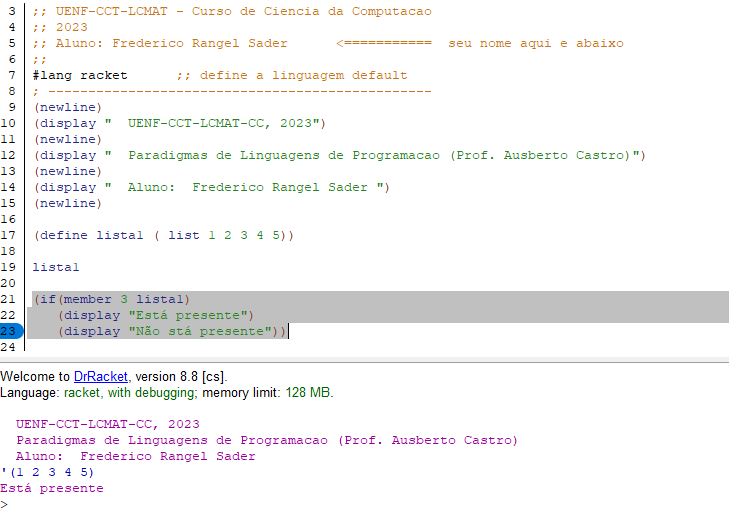 3 ;; UENF-CCT-LCMAT - Curso de Ciencia da Computacao
4 ;; 2023
5 ;; Aluno: Frederico Rangel Sader      <===========  seu nome aqui e abaixo
6 ;;
7 #lang racket      ;; define a linguagem default
8 ; ------------------------------------------------
9 (newline)
10 (display "  UENF-CCT-LCMAT-CC, 2023")
11 (newline)
12 (display "  Paradigmas de Linguagens de Programacao (Prof. Ausberto Castro)")
13 (newline)
14 (display "  Aluno:  Frederico Rangel Sader ")
15 (newline)
16
17 (define lista1 ( list 1 2 3 4 5))
18
19 lista1
20
21 (if(member 3 lista1)
22    (display "Está presente")
23    (display "Não stá presente"))
24
Welcome to DrRacket, version 8.8 [cs].
Language: racket, with debugging; memory limit: 128 MB.
  UENF-CCT-LCMAT-CC, 2023
  Paradigmas de Linguagens de Programacao (Prof. Ausberto Castro)
  Aluno:  Frederico Rangel Sader
'(1 2 3 4 5)
Está presente
>